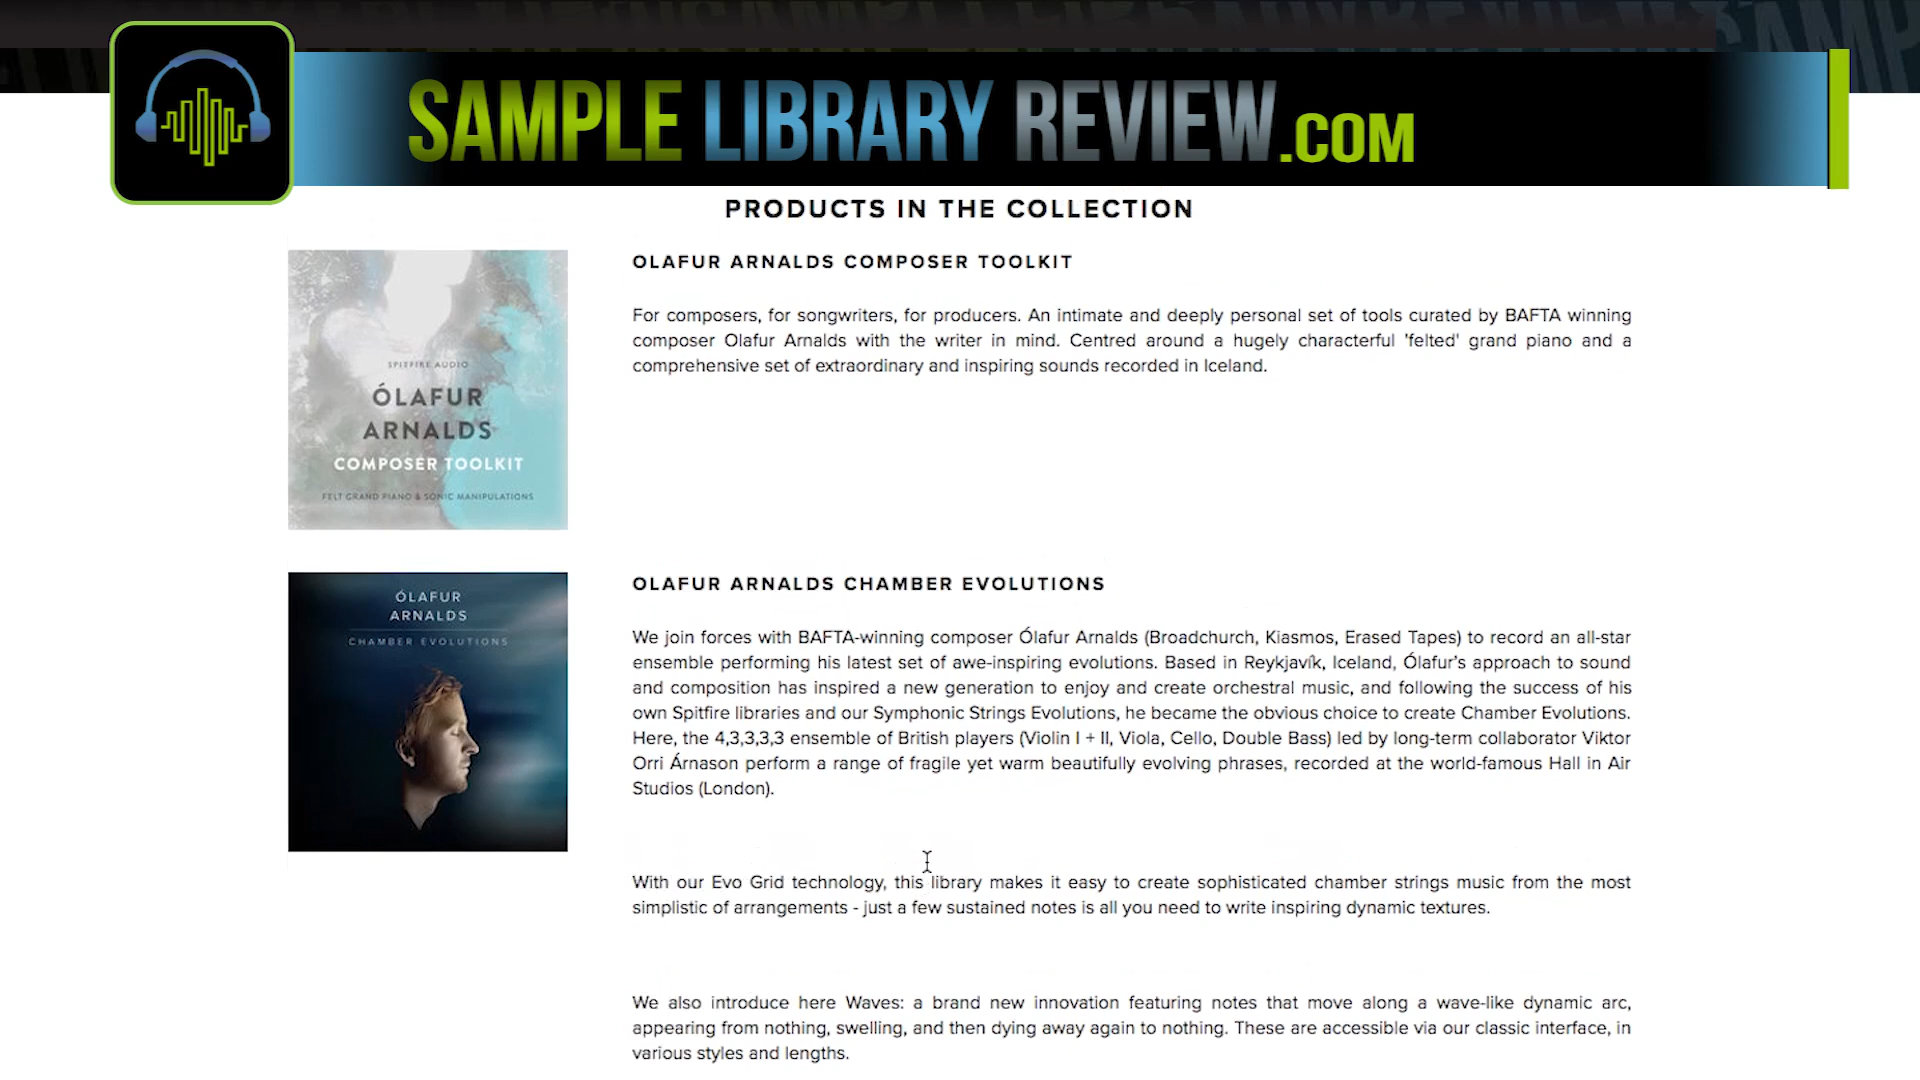 SAMPLE LIBRARY REVIEW.COM
PRODUCTS IN THE COLLECTION
SPITFIRE AUDIO
ÓLAFUR
ARNALDS
COMPOSER TOOLKIT
FELT GRAND PIANO & SONIC MANIPULATIONS
OLAFUR ARNALDS COMPOSER TOOLKIT
For composers, for songwriters, for producers. An intimate and deeply personal set of tools curated by BAFTA winning
composer Olafur Arnalds with the writer in mind. Centred around a hugely characterful 'felted' grand piano and a
comprehensive set of extraordinary and inspiring sounds recorded in Iceland.
ÓLAFUR
ARNALDS
CHAMBER EVOLUTIONS
OLAFUR ARNALDS CHAMBER EVOLUTIONS
We join forces with BAFTA-winning composer Ólafur Arnalds (Broadchurch, Kiasmos, Erased Tapes) to record an all-star
ensemble performing his latest set of awe-inspiring evolutions. Based in Reykjavík, Iceland, Ólafur's approach to sound
and composition has inspired a new generation to enjoy and create orchestral music, and following the success of his
own Spitfire libraries and our Symphonic Strings Evolutions, he became the obvious choice to create Chamber Evolutions.
Here, the 4,3,3,3,3 ensemble of British players (Violin I + II, Viola, Cello, Double Bass) led by long-term collaborator Viktor
Orri Árnason perform a range of fragile yet warm beautifully evolving phrases, recorded at the world-famous Hall in Air
Studios (London).
With our Evo Grid technology, this library makes it easy to create sophisticated chamber strings music from the most
simplistic of arrangements - just a few sustained notes is all you need to write inspiring dynamic textures.
We also introduce here Waves: a brand new innovation featuring notes that move along a wave-like dynamic arc,
appearing from nothing, swelling, and then dying away again to nothing. These are accessible via our classic interface, in
various styles and lengths.